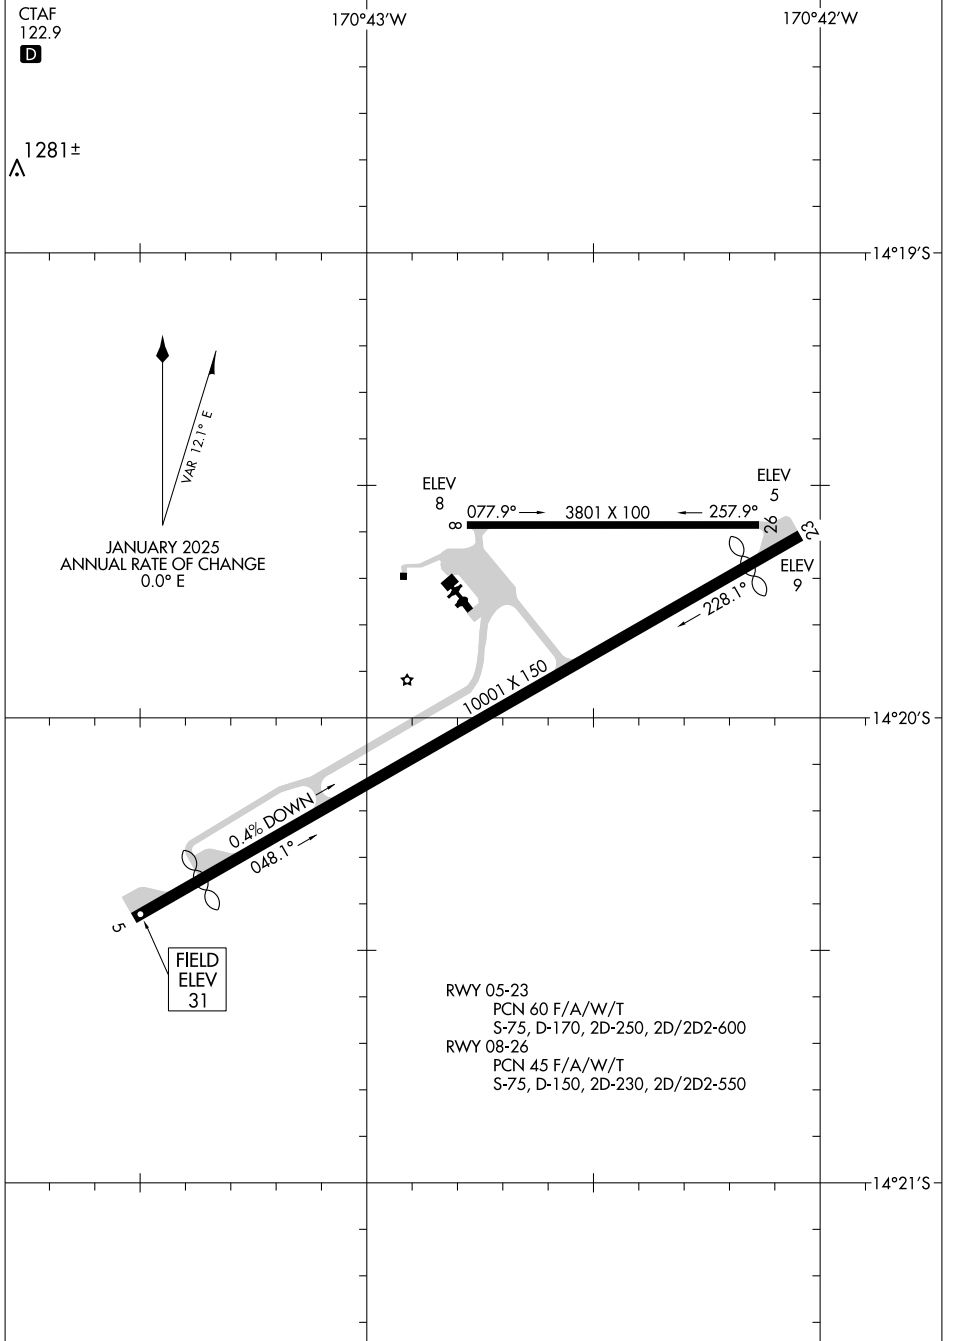 CTAF
122.9
D
170°43'W
170°42'W
1281±
14°19'S
VAR 12.1° E
JANUARY 2025
ANNUAL RATE OF CHANGE
0.0° E
ELEV
8
ELEV
5
8
077.9°
3801 X 100
257.9°
26
23
ELEV
9
228.1°
10001 X 150
14°20'S
0.4% DOWN
048.1°
5
FIELD
ELEV
31
RWY 05-23
PCN 60 F/A/W/T
S-75, D-170, 2D-250, 2D/2D2-600
RWY 08-26
PCN 45 F/A/W/T
S-75, D-150, 2D-230, 2D/2D2-550
14°21'S